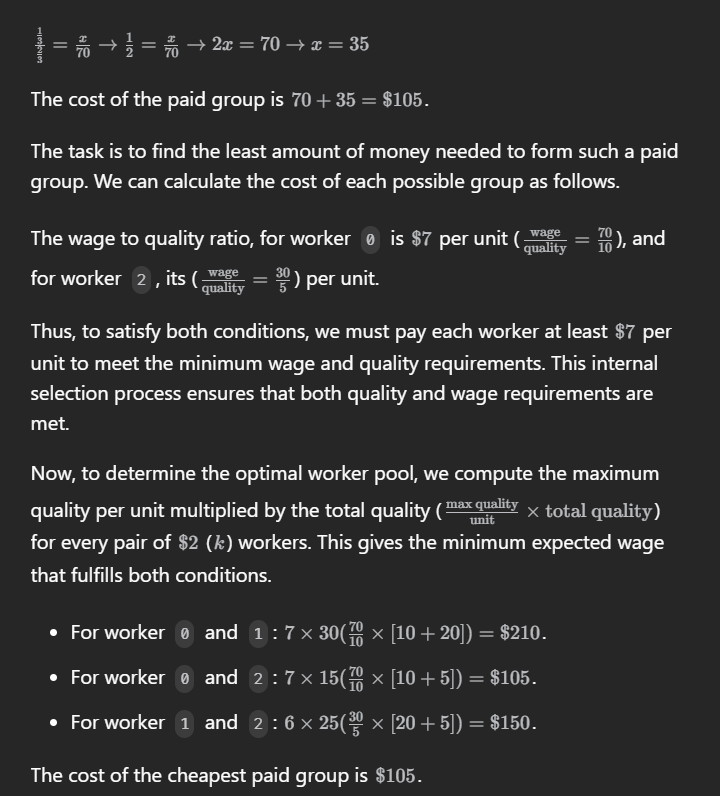 $\frac{\frac{1}{3}}{\frac{2}{3}} = \frac{x}{70} \rightarrow \frac{1}{2} = \frac{x}{70} \rightarrow 2x = 70 \rightarrow x = 35$
The cost of the paid group is 70 + 35 = $105.
The task is to find the least amount of money needed to form such a paid
group. We can calculate the cost of each possible group as follows.
The wage to quality ratio, for worker 0 is $7 per unit ($\frac{\text{wage}}{\text{quality}} = \frac{70}{10}$), and
for worker 2, its ($\frac{\text{wage}}{\text{quality}} = \frac{30}{5}$) per unit.
Thus, to satisfy both conditions, we must pay each worker at least $7 per
unit to meet the minimum wage and quality requirements. This internal
selection process ensures that both quality and wage requirements are
met.
Now, to determine the optimal worker pool, we compute the maximum
quality per unit multiplied by the total quality ($\frac{\text{max quality}}{\text{unit}} \times \text{total quality}$)
for every pair of $2 (k) workers. This gives the minimum expected wage
that fulfills both conditions.
• For worker 0 and 1 : 7 × 30($\frac{70}{10}$ × [10 + 20]) = $210.
• For worker 0 and 2 : 7 × 15($\frac{70}{10}$ × [10 + 5]) = $105.
• For worker 1 and 2 : 6 × 25($\frac{30}{5}$ × [20 + 5]) = $150.
The cost of the cheapest paid group is $105.